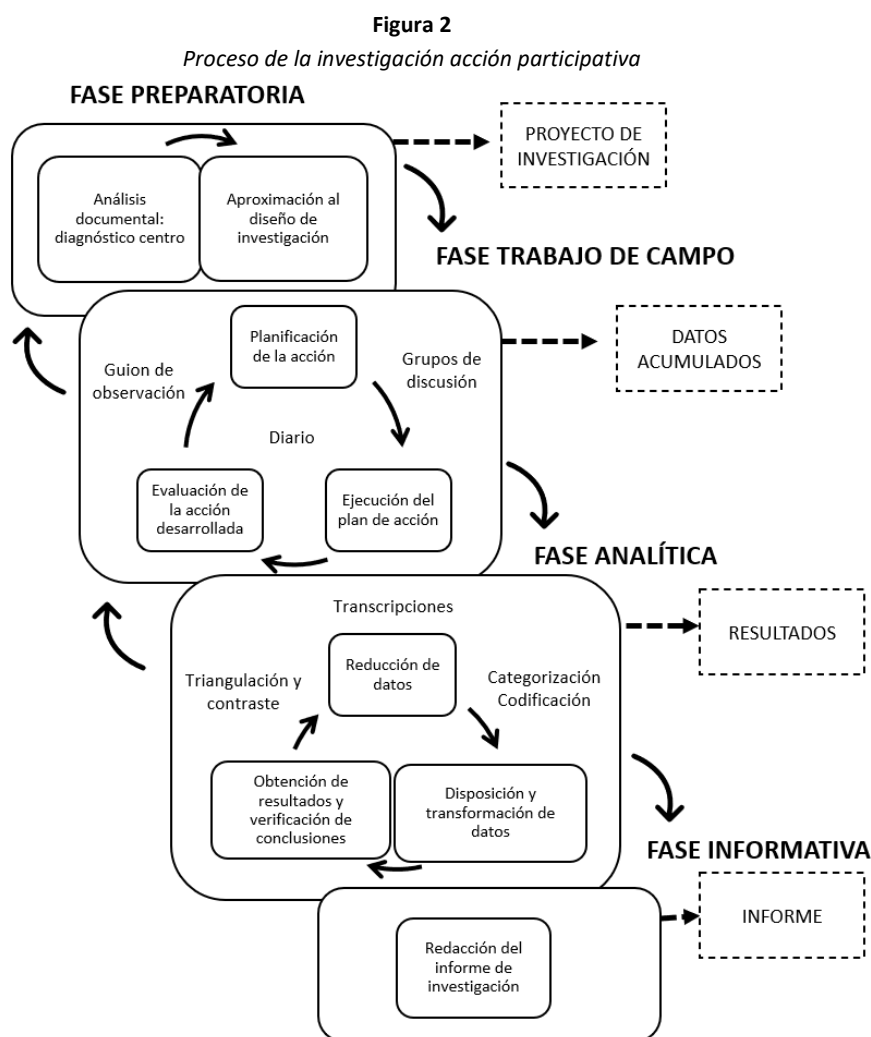 Figura 2
Proceso de la investigación acción participativa
FASE PREPARATORIA
PROYECTO DE
INVESTIGACIÓN
Análisis
documental:
diagnóstico centro
Aproximación al
diseño de
investigación
FASE TRABAJO DE CAMPO
Planificación
de la acción
DATOS
ACUMULADOS
Guion de
observación
Grupos de
discusión
Diario
Evaluación de
la acción
desarrollada
Ejecución del
plan de acción
FASE ANALÍTICA
Transcripciones
RESULTADOS
Reducción de
datos
Triangulación y
contraste
Categorización
Codificación
Obtención de
resultados y
verificación de
conclusiones
Disposición y
transformación de
datos
FASE INFORMATIVA
INFORME
Redacción del
informe de
investigación